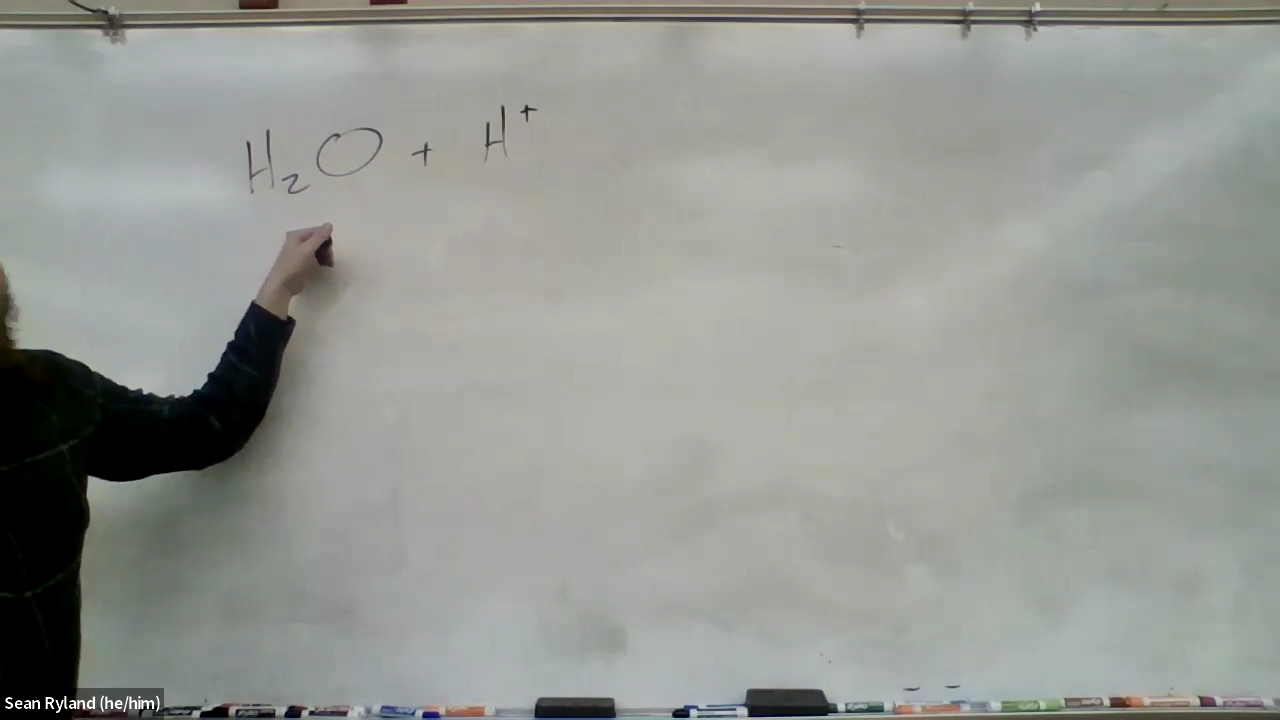 H₂O + H⁺
Sean Ryland (he/him)